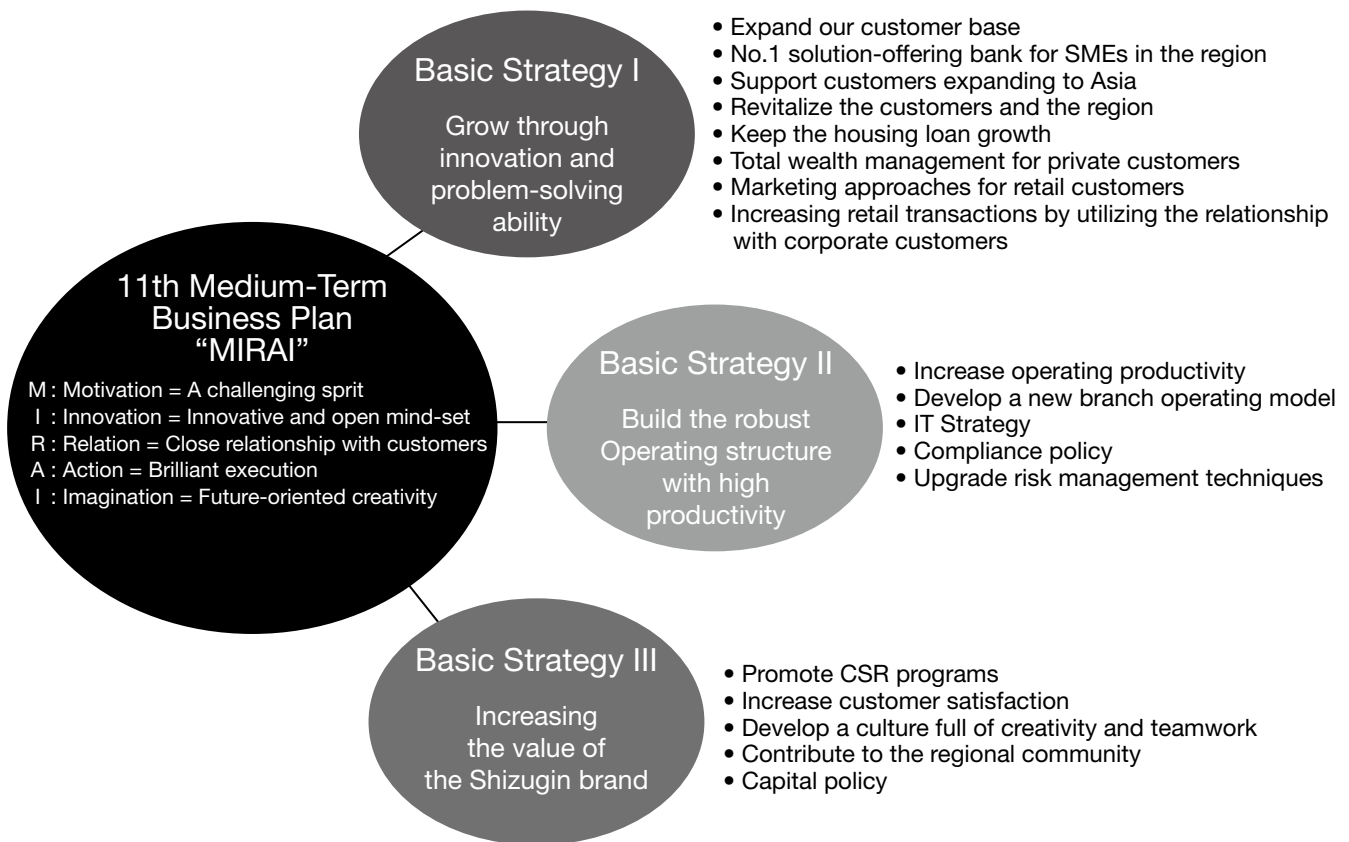 Basic Strategy I
Grow through
innovation and
problem-solving
ability
• Expand our customer base
• No.1 solution-offering bank for SMEs in the region
• Support customers expanding to Asia
• Revitalize the customers and the region
• Keep the housing loan growth
• Total wealth management for private customers
• Marketing approaches for retail customers
• Increasing retail transactions by utilizing the relationship
with corporate customers
11th Medium-Term
Business Plan
“MIRAI”
M : Motivation = A challenging sprit
I : Innovation = Innovative and open mind-set
R : Relation = Close relationship with customers
A : Action = Brilliant execution
I : Imagination = Future-oriented creativity
Basic Strategy II
Build the robust
Operating structure
with high
productivity
• Increase operating productivity
• Develop a new branch operating model
• IT Strategy
• Compliance policy
• Upgrade risk management techniques
Basic Strategy III
Increasing
the value of
the Shizugin brand
• Promote CSR programs
• Increase customer satisfaction
• Develop a culture full of creativity and teamwork
• Contribute to the regional community
• Capital policy